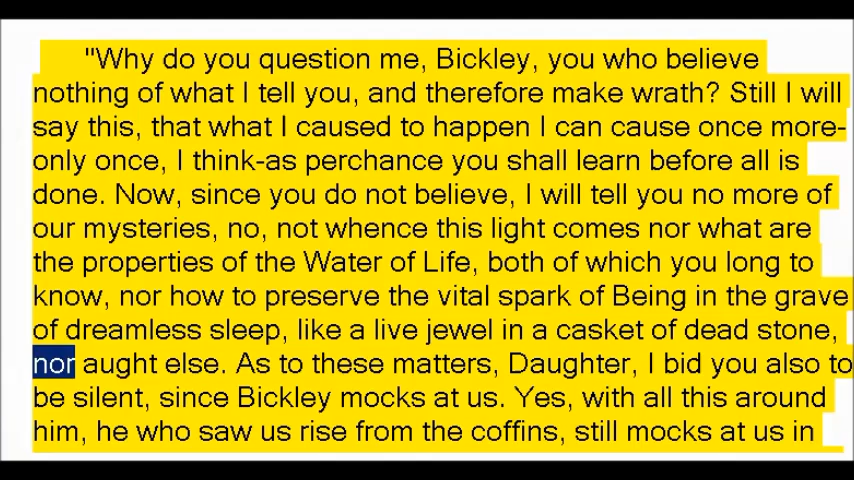 "Why do you question me, Bickley, you who believe
nothing of what I tell you, and therefore make wrath? Still I will
say this, that what I caused to happen I can cause once more-
only once, I think-as perchance you shall learn before all is
done. Now, since you do not believe, I will tell you no more of
our mysteries, no, not whence this light comes nor what are
the properties of the Water of Life, both of which you long to
know, nor how to preserve the vital spark of Being in the grave
of dreamless sleep, like a live jewel in a casket of dead stone,
nor aught else. As to these matters, Daughter, I bid you also to
be silent, since Bickley mocks at us. Yes, with all this around
him, he who saw us rise from the coffins, still mocks at us in